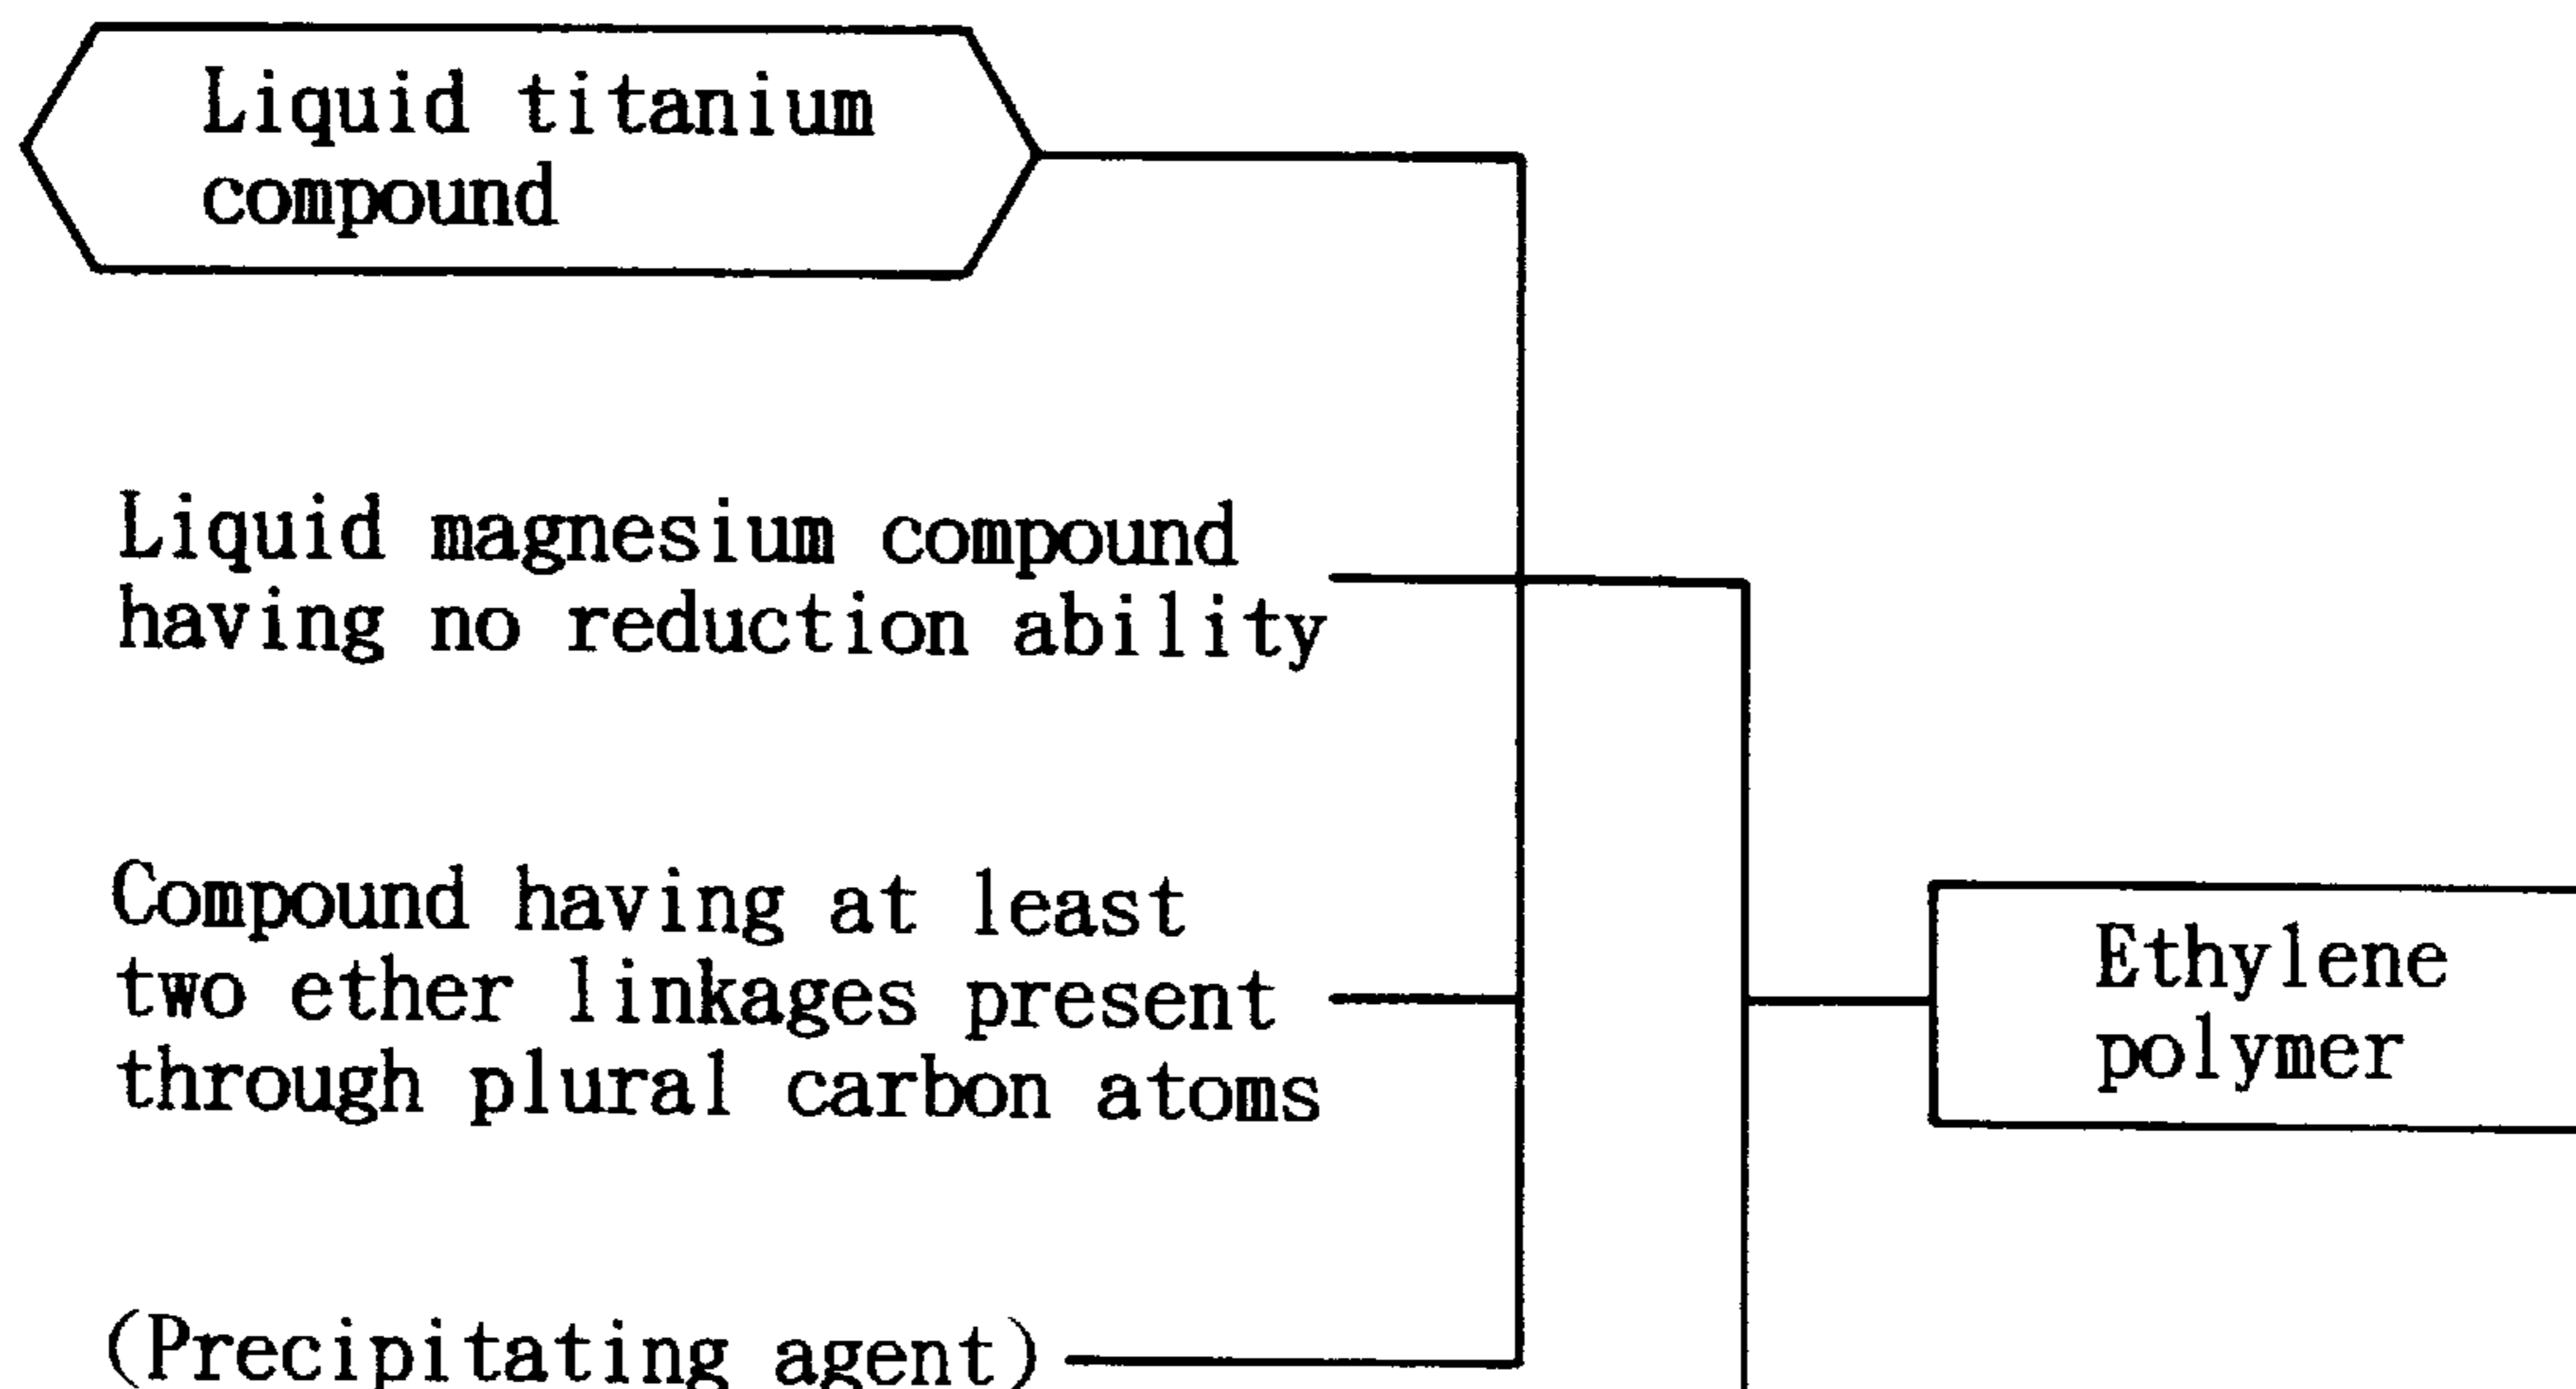 Liquid titanium
compound
Liquid magnesium compound
having no reduction ability
Compound having at least
two ether linkages present
through plural carbon atoms
Ethylene
polymer
(Precipitating agent)